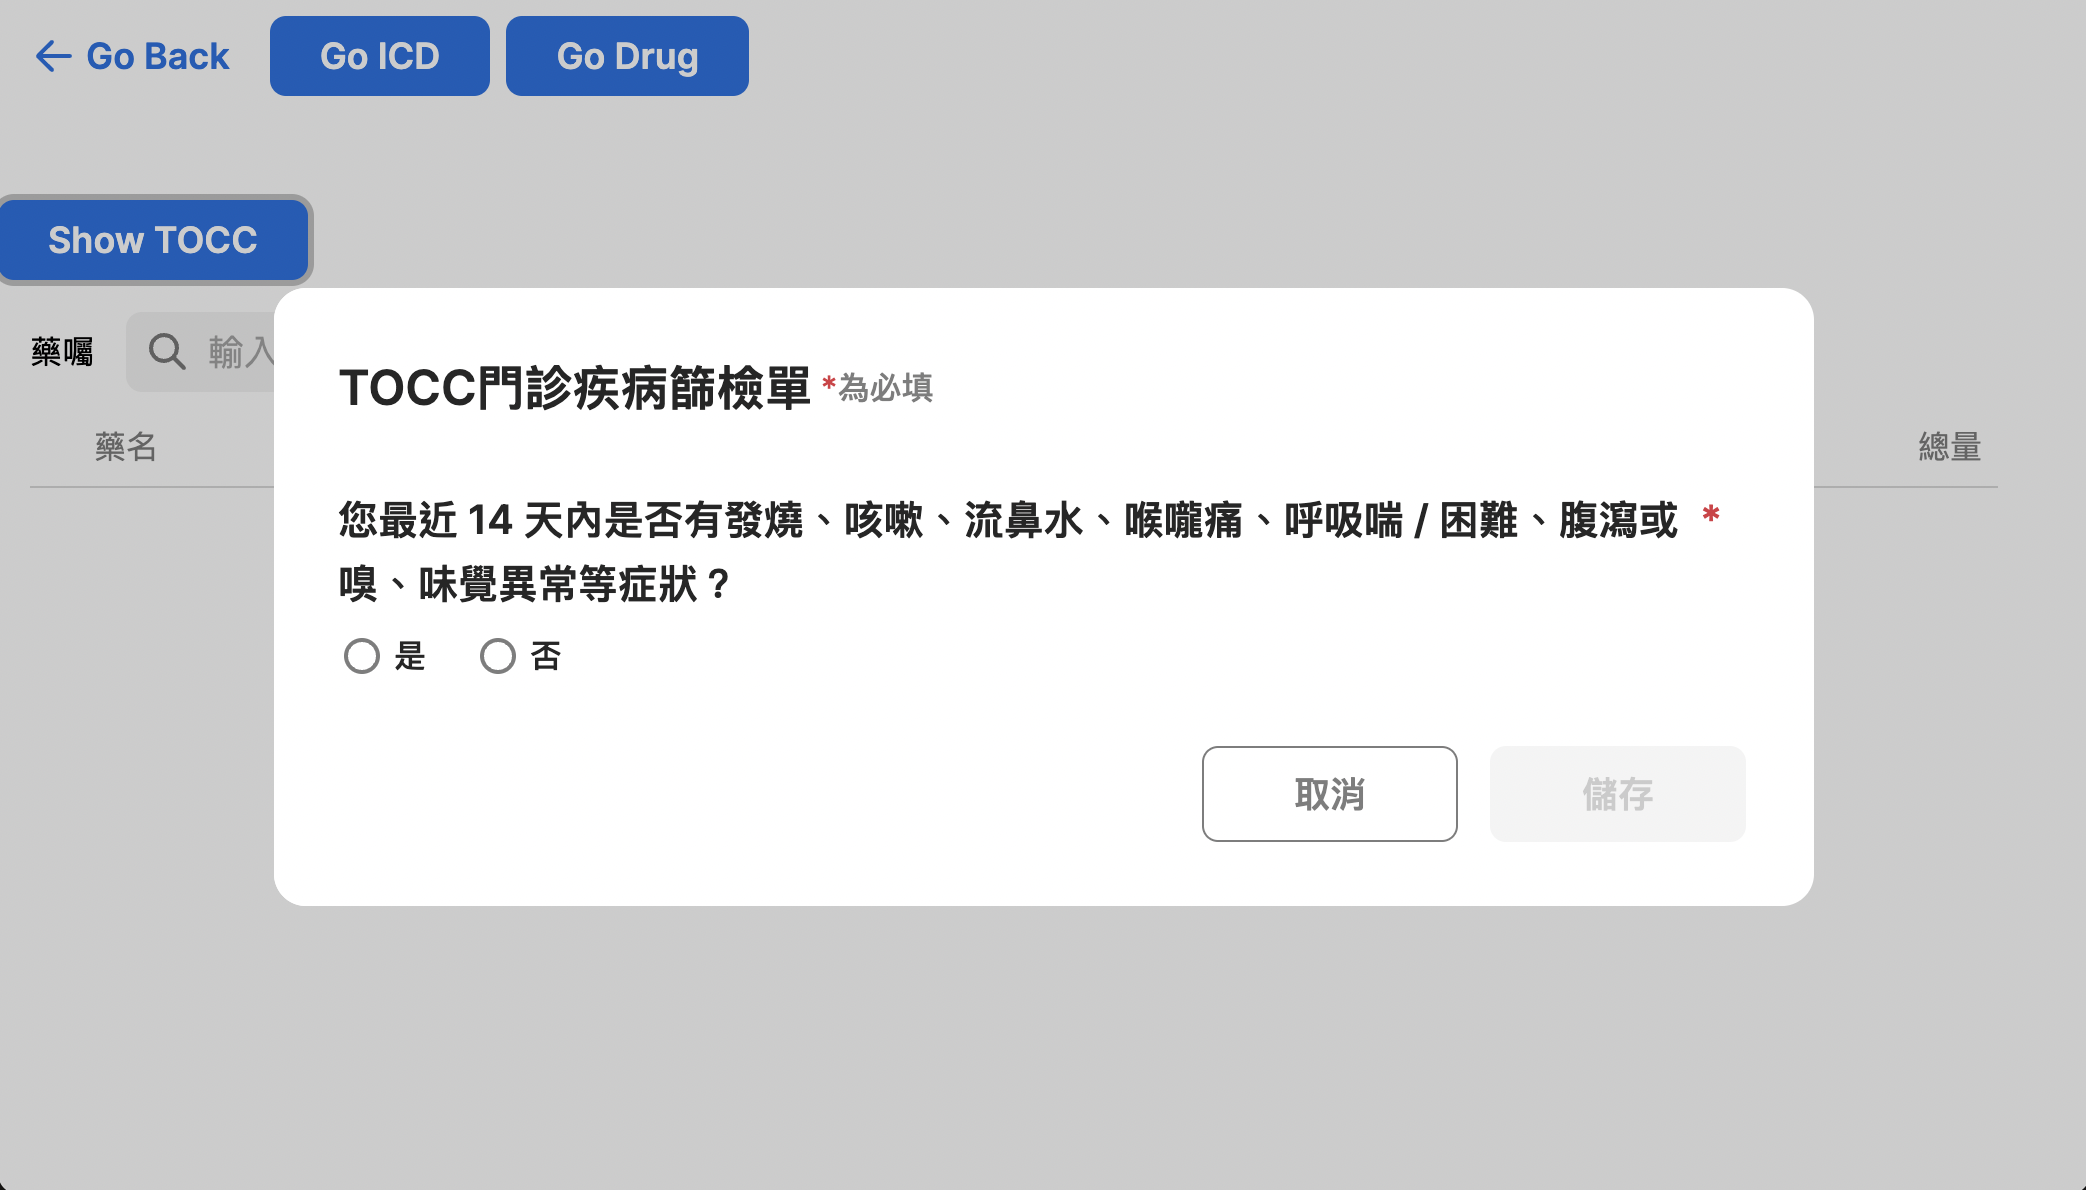 Go Back
Go ICD
Go Drug
Show TOCC
藥囑
輸入
藥名
總量
TOCC門診疾病篩檢單 *為必填
您最近 14 天內是否有發燒、咳嗽、流鼻水、喉嚨痛、呼吸喘 / 困難、腹瀉或 *
嗅、味覺異常等症狀？
是
否
取消
儲存